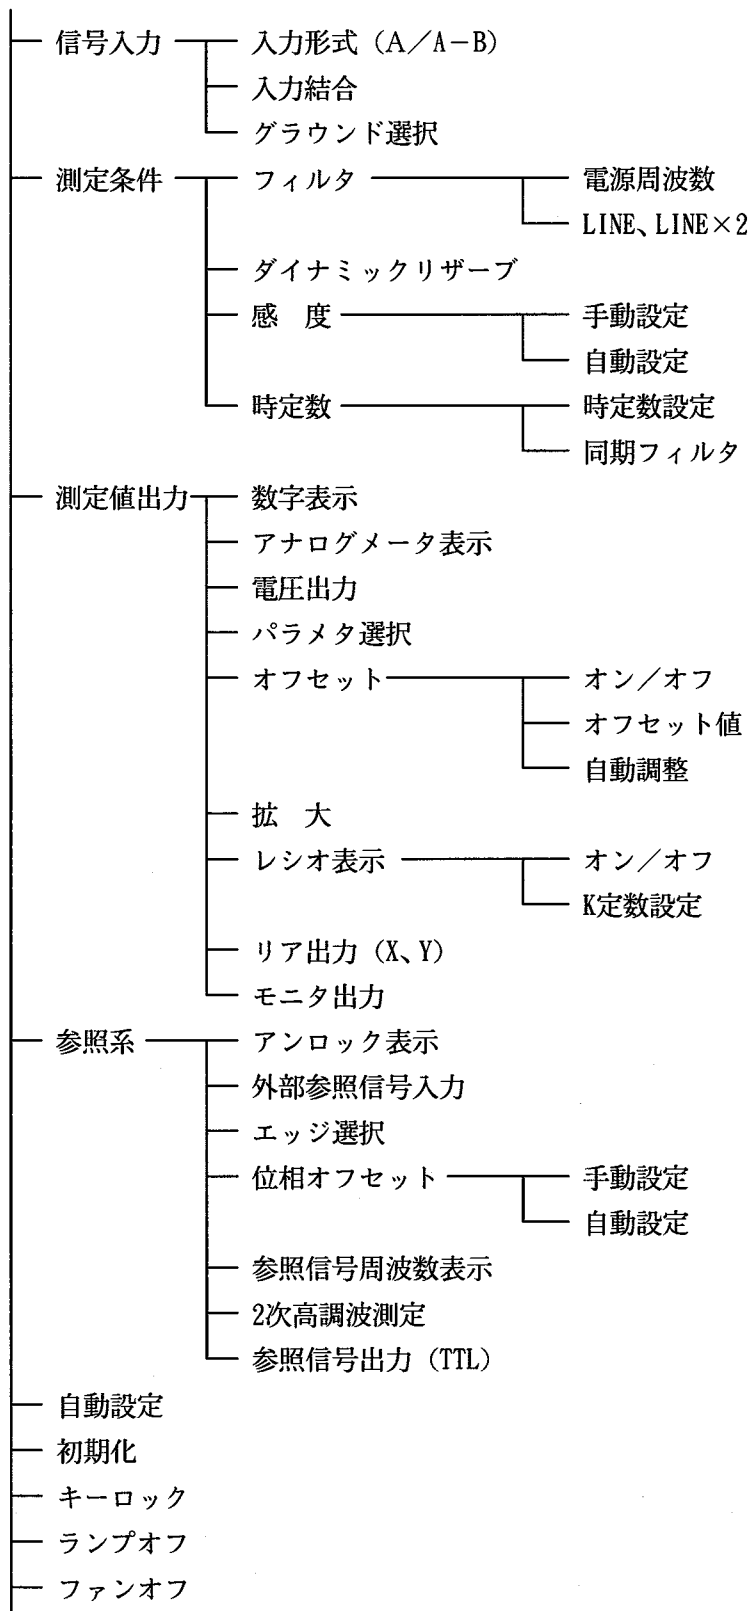 信号入力 入力形式（A／A－B）
入力結合
グラウンド選択
測定条件 フィルタ 電源周波数
LINE、LINE×2
ダイナミックリザーブ
感　度 手動設定
自動設定
時定数 時定数設定
同期フィルタ
測定値出力 数字表示
アナログメータ表示
電圧出力
パラメタ選択
オフセット オン／オフ
オフセット値
自動調整
拡　大
レシオ表示 オン／オフ
K定数設定
リア出力（X、Y）
モニタ出力
参照系 アンロック表示
外部参照信号入力
エッジ選択
位相オフセット 手動設定
自動設定
参照信号周波数表示
2次高調波測定
参照信号出力（TTL）
自動設定
初期化
キーロック
ランプオフ
ファンオフ